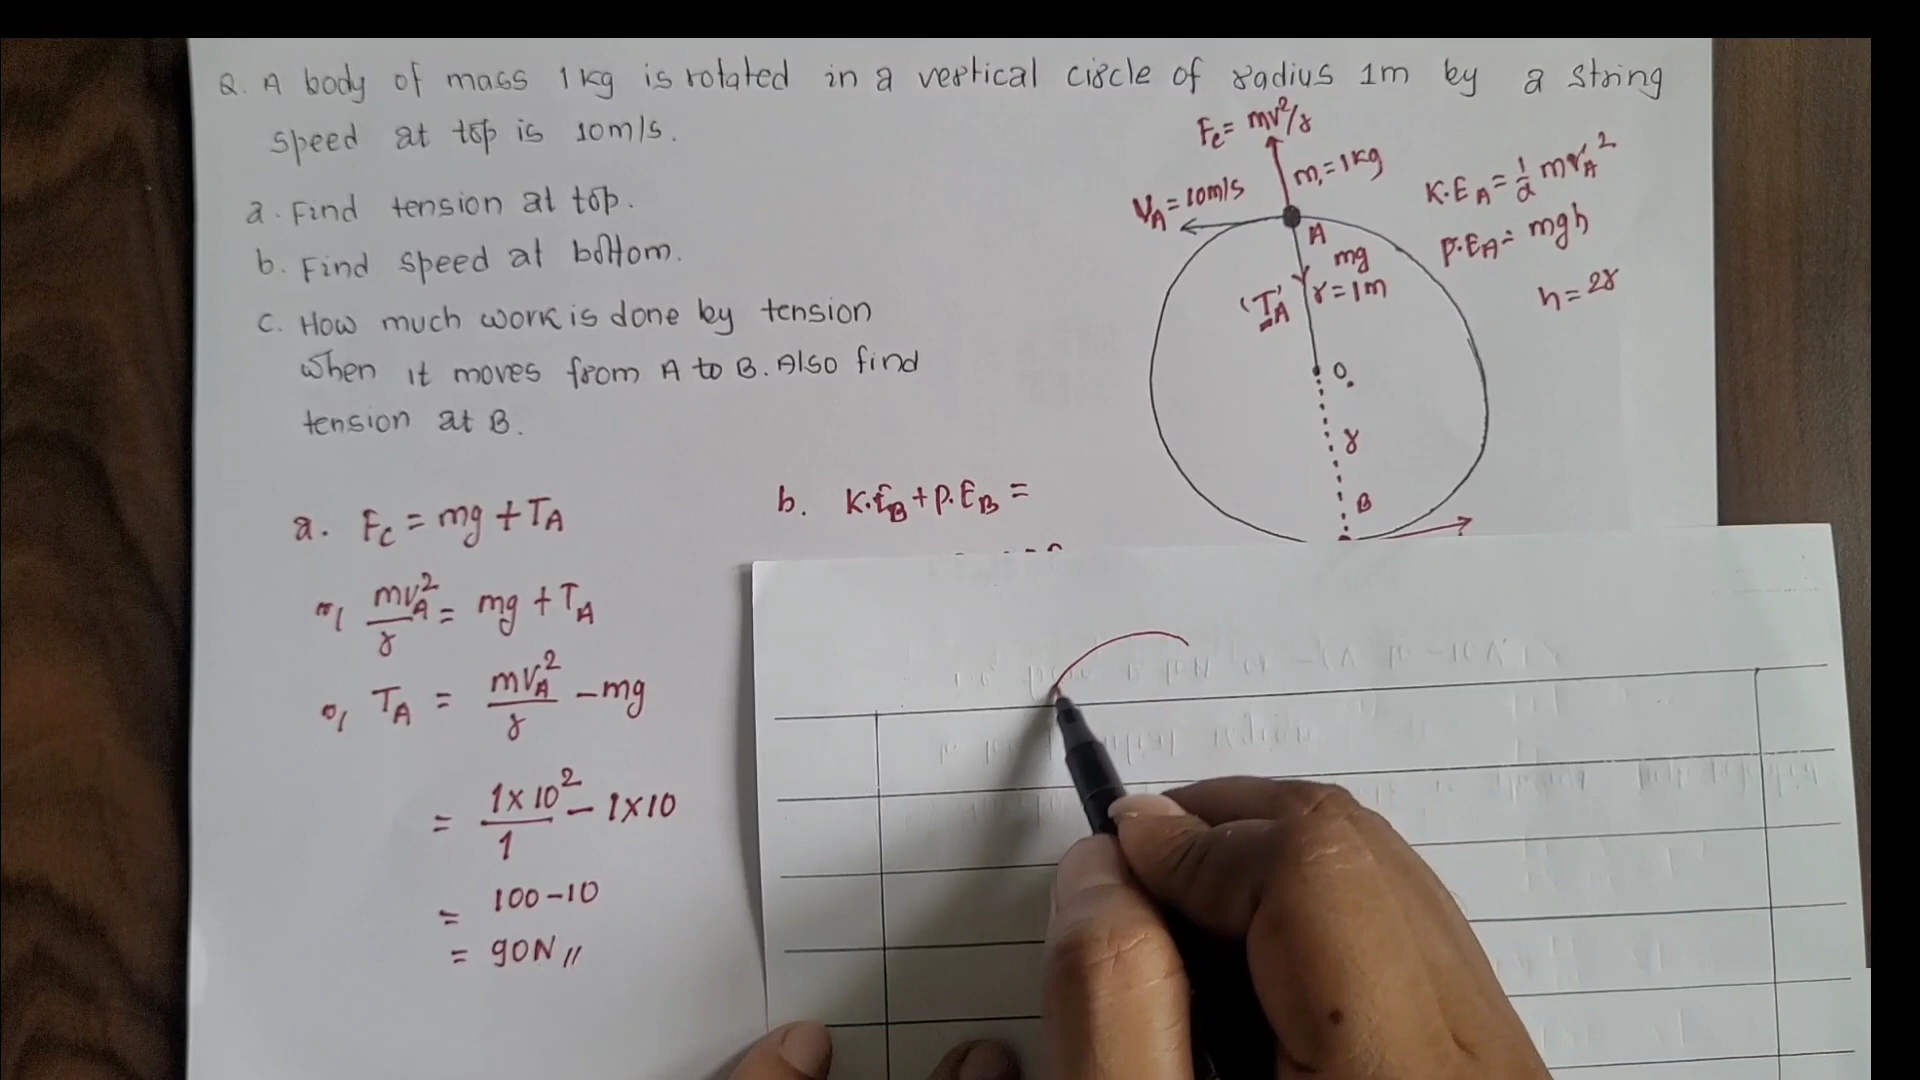 Q. A body of mass 1kg is rotated in a vertical circle of radius 1m by a string
speed at top is 10m/s.
a. Find tension at top.
b. Find speed at bottom.
c. How much work is done by tension
when it moves from A to B. Also find
tension at B.
Fc = mv²/r
m = 1kg
VA = 10m/s
A
mg
(TA)
r = 1m
O
r
B
K.EA = 1/2 mvA²
P.EA = mgh
h = 2r
a. Fc = mg + TA
or, mvA²/r = mg + TA
or, TA = mvA²/r - mg
= 1×10²/1 - 1×10
= 100-10
= 90N //
b. K.EB + P.EB =